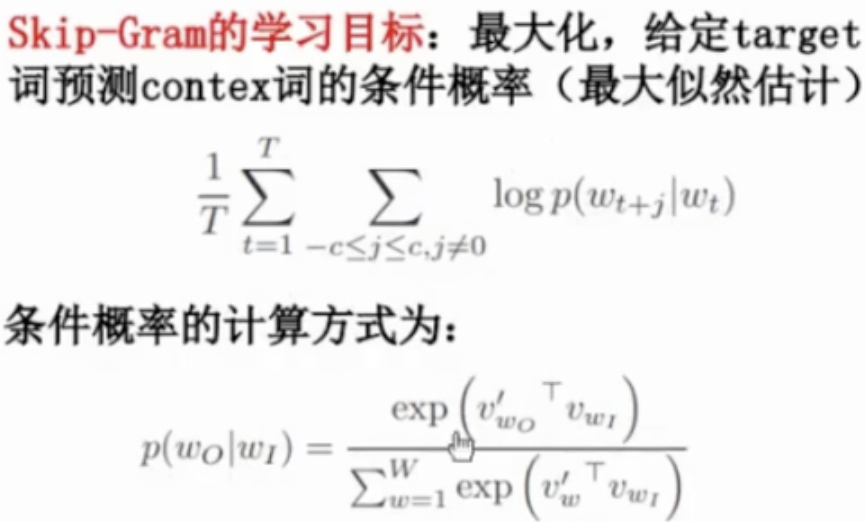 Skip-Gram的学习目标：最大化，给定target
词预测contex词的条件概率（最大似然估计）
\frac{1}{T} \sum_{t=1}^{T} \sum_{-c \leq j \leq c, j \neq 0} \log p(w_{t+j}|w_t)
条件概率的计算方式为：
p(w_O|w_I) = \frac{\exp\left({v'_{w_O}}^{\top} v_{w_I}\right)}{\sum_{w=1}^{W} \exp\left({v'_w}^{\top} v_{w_I}\right)}